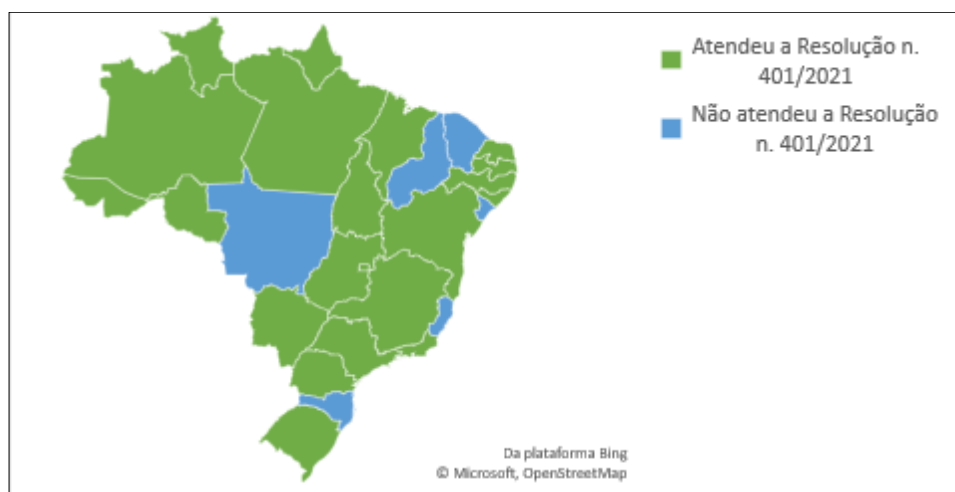 Atendeu a Resolução n.
401/2021
Não atendeu a Resolução
n. 401/2021
Da plataforma Bing
© Microsoft, OpenStreetMap